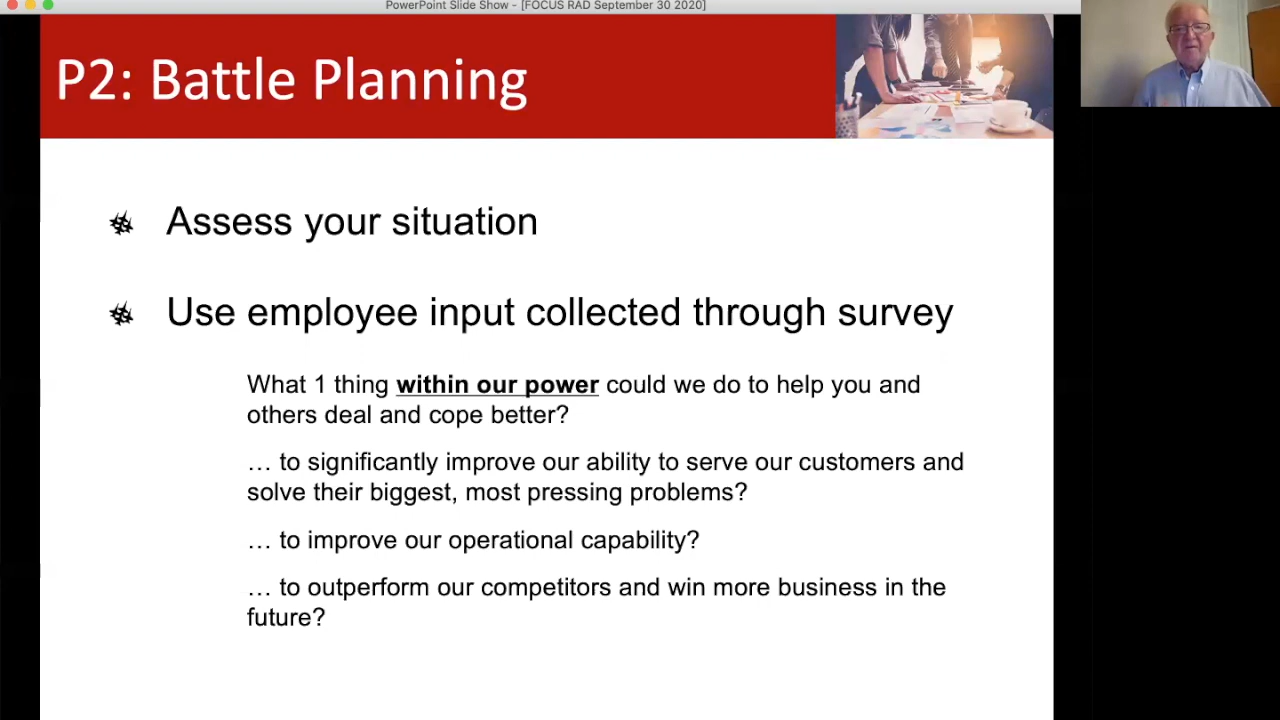 PowerPoint Slide Show - [FOCUS RAD September 30 2020]
P2: Battle Planning
Assess your situation
Use employee input collected through survey
What 1 thing within our power could we do to help you and
others deal and cope better?
… to significantly improve our ability to serve our customers and
solve their biggest, most pressing problems?
… to improve our operational capability?
… to outperform our competitors and win more business in the
future?